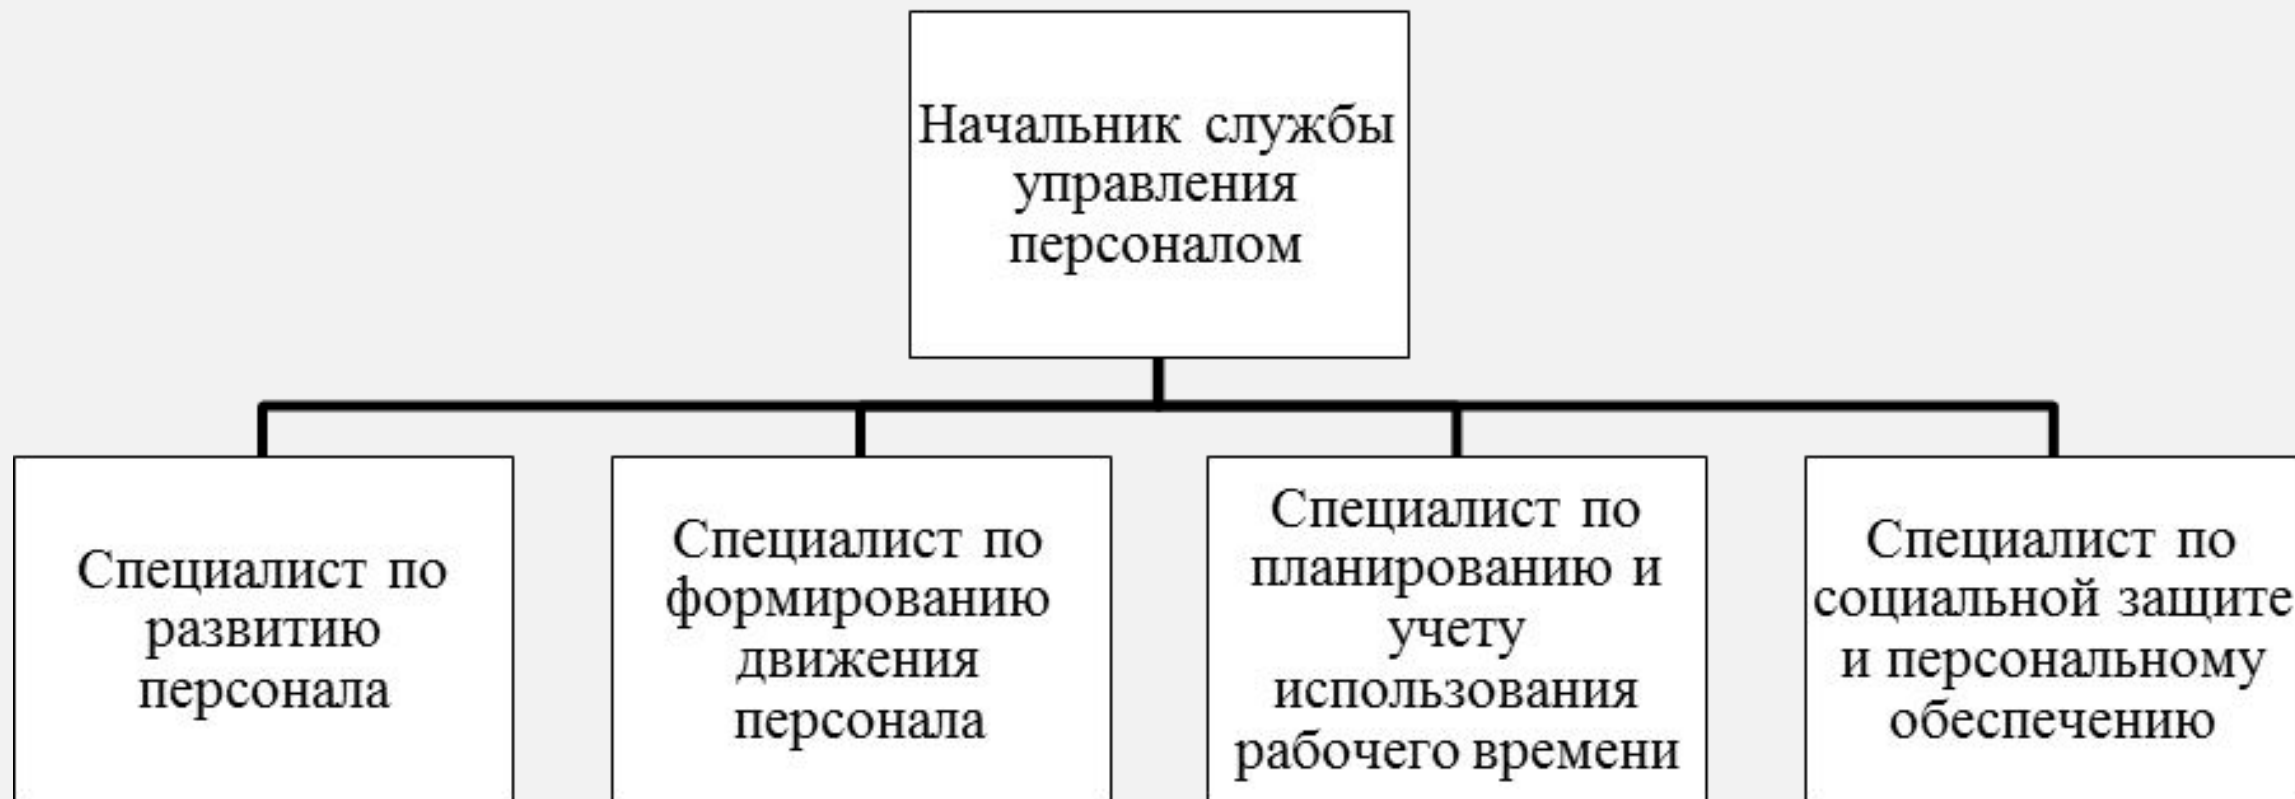 Начальник службы
управления
персоналом
Специалист по
развитию
персонала
Специалист по
формированию
движения
персонала
Специалист по
планированию и
учету
использования
рабочего времени
Специалист по
социальной защите
и персональному
обеспечению